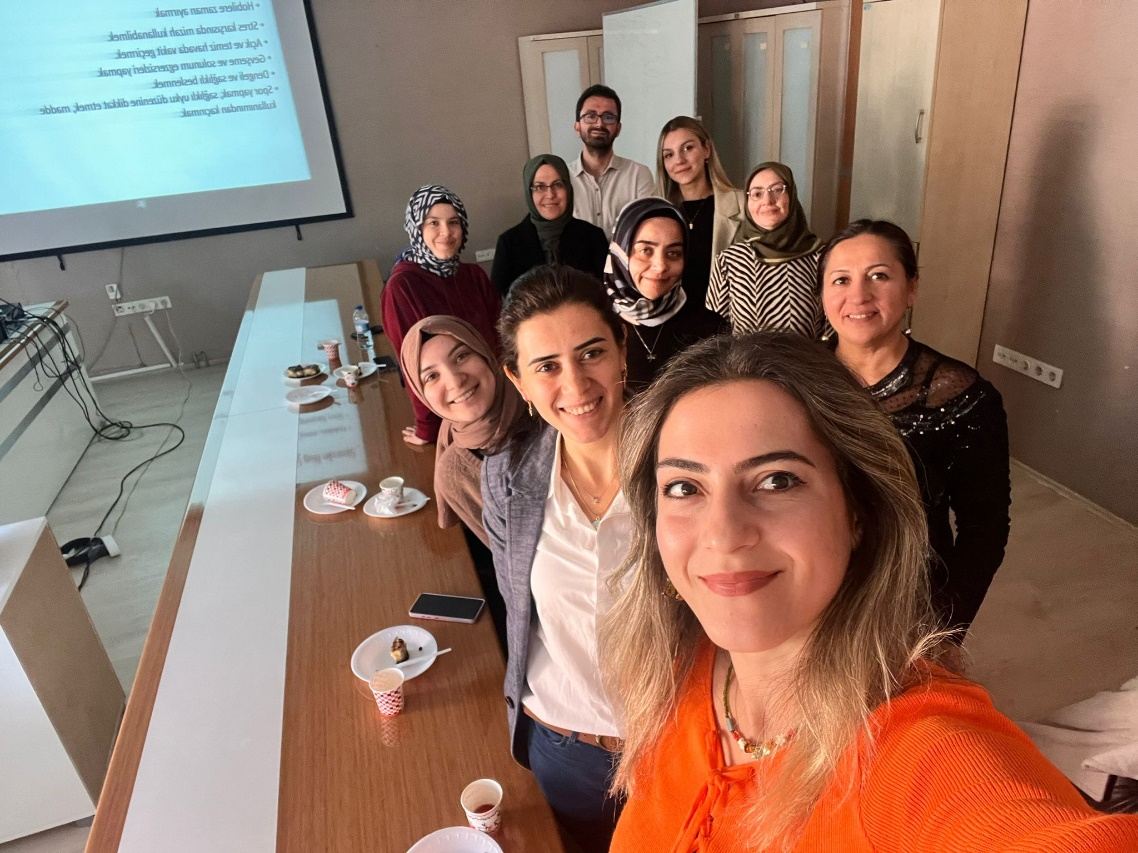 • Hobilere zaman ayırmak
• Stres karşısında mizah kullanabilmek
• Açık ve temiz havada vakit geçirmek
• Gevşeme ve solunum egzersizleri yapmak
• Dengeli ve sağlıklı beslenmek
• Spor yapmak, sağlıklı uyku düzenine dikkat etmek, madde
kullanımından kaçınmak